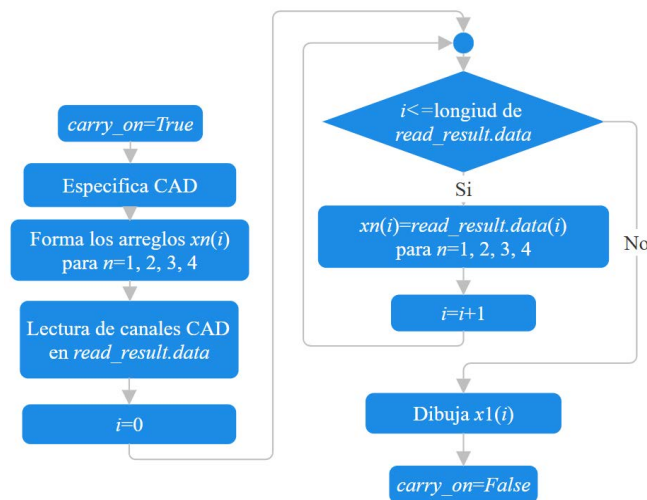 carry_on=True
Especifica CAD
Forma los arreglos xn(i)
para n=1, 2, 3, 4
Lectura de canales CAD
en read_result.data
i=0
i<=longiud de
read_result.data
Si
No
xn(i)=read_result.data(i)
para n=1, 2, 3, 4
i=i+1
Dibuja x1(i)
carry_on=False